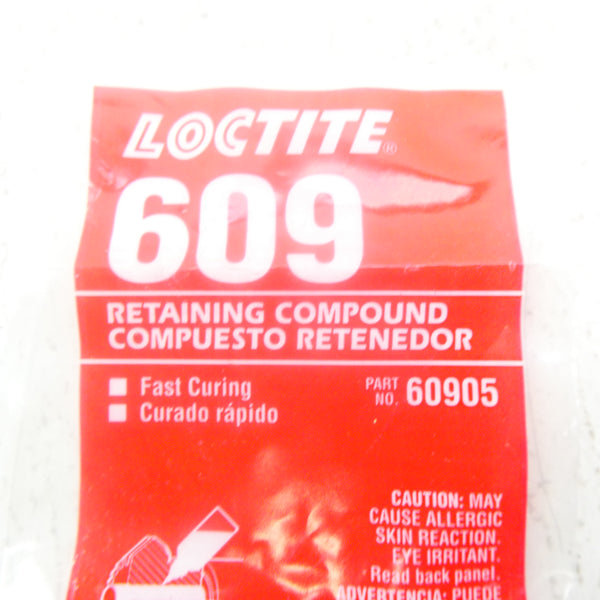 LOCTITE®
609
RETAINING COMPOUND
COMPUESTO RETENEDOR
Fast Curing
Curado rápido
PART NO. 60905
CAUTION: MAY
CAUSE ALLERGIC
SKIN REACTION.
EYE IRRITANT.
Read back panel.
ADVERTENCIA: PUEDE